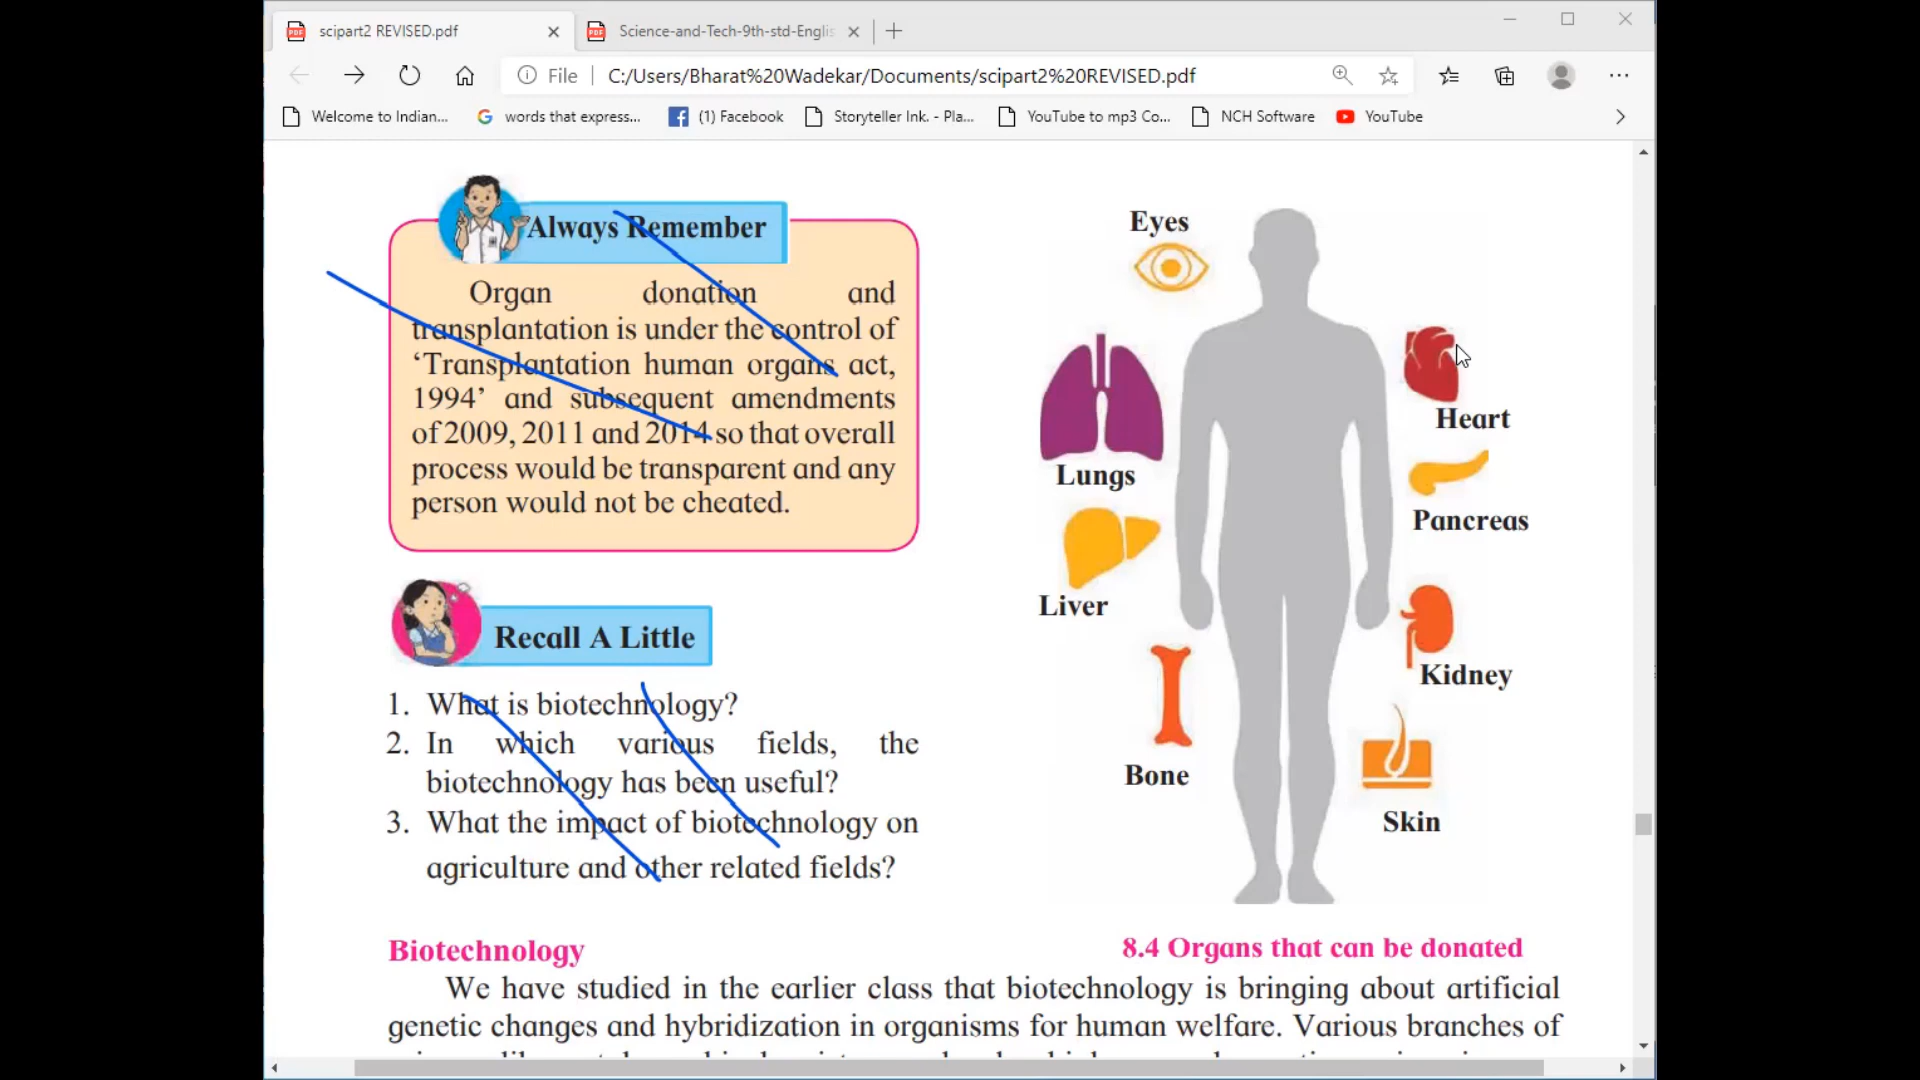 scipart2 REVISED.pdf
Science-and-Tech-9th-std-Englis
File
C:/Users/Bharat%20Wadekar/Documents/scipart2%20REVISED.pdf
Welcome to Indian...
words that express...
(1) Facebook
Storyteller Ink. - Pla...
YouTube to mp3 Co...
NCH Software
YouTube
Always Remember
Organ donation and
transplantation is under the control of
‘Transplantation human organs act,
1994’ and subsequent amendments
of 2009, 2011 and 2014 so that overall
process would be transparent and any
person would not be cheated.
Recall A Little
1. What is biotechnology?
2. In which various fields, the
biotechnology has been useful?
3. What the impact of biotechnology on
agriculture and other related fields?
Eyes
Lungs
Heart
Pancreas
Liver
Kidney
Bone
Skin
8.4 Organs that can be donated
Biotechnology
We have studied in the earlier class that biotechnology is bringing about artificial
genetic changes and hybridization in organisms for human welfare. Various branches of